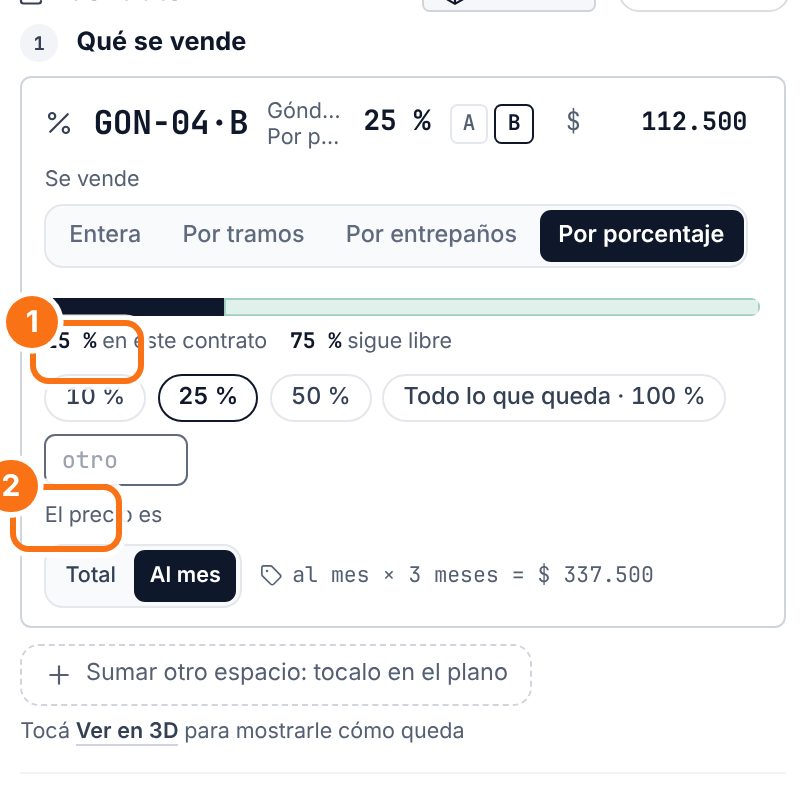 1 Qué se vende
% GON-04·B Gónd... Por p... 25 % A B $ 112.500
Se vende
Entera Por tramos Por entrepaños Por porcentaje
1
25 % en este contrato 75 % sigue libre
10 % 25 % 50 % Todo lo que queda · 100 %
otro
2
El precio es
Total Al mes al mes × 3 meses = $ 337.500
+ Sumar otro espacio: tocalo en el plano
Tocá Ver en 3D para mostrarle cómo queda